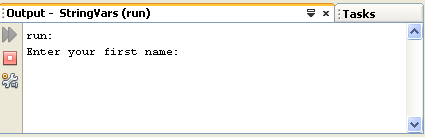 Output - StringVars (run)
Tasks
run:
Enter your first name: